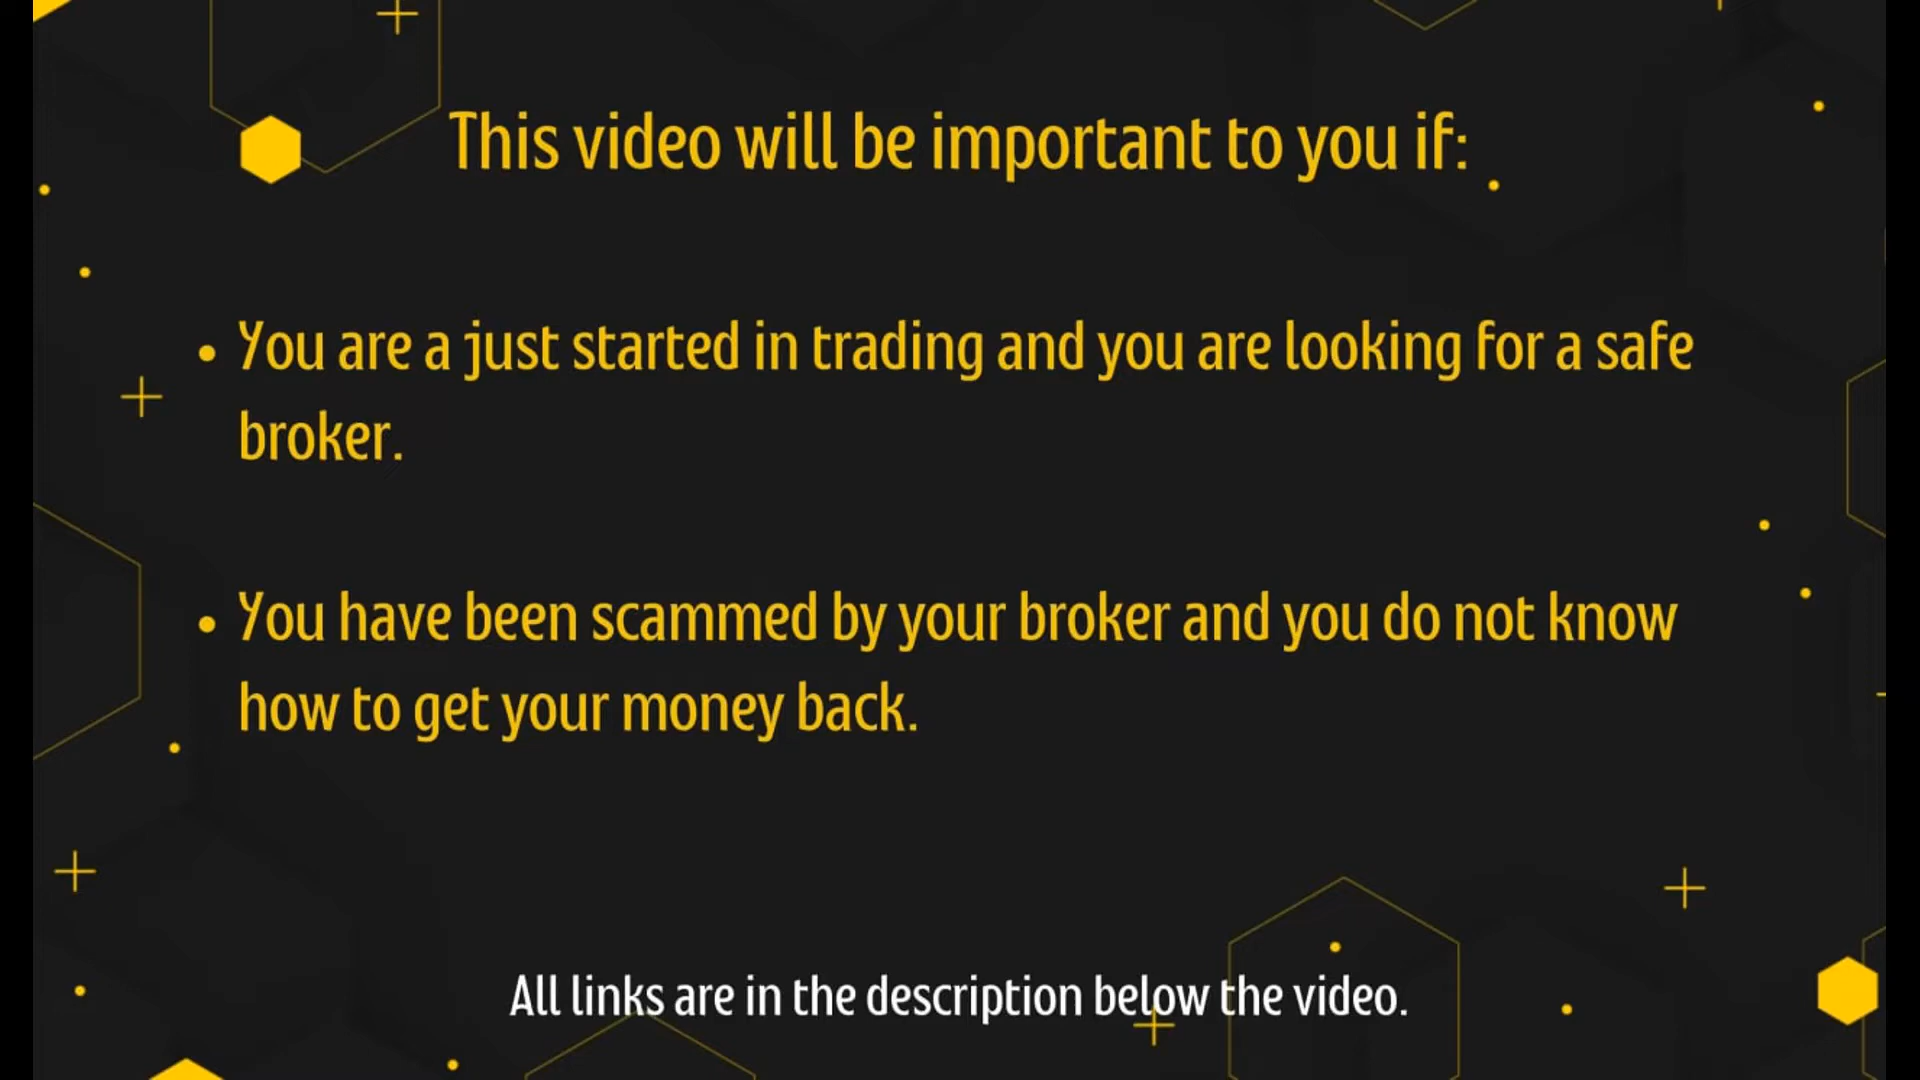 This video will be important to you if:
• You are a just started in trading and you are looking for a safe
broker.
• You have been scammed by your broker and you do not know
how to get your money back.
All links are in the description below the video.